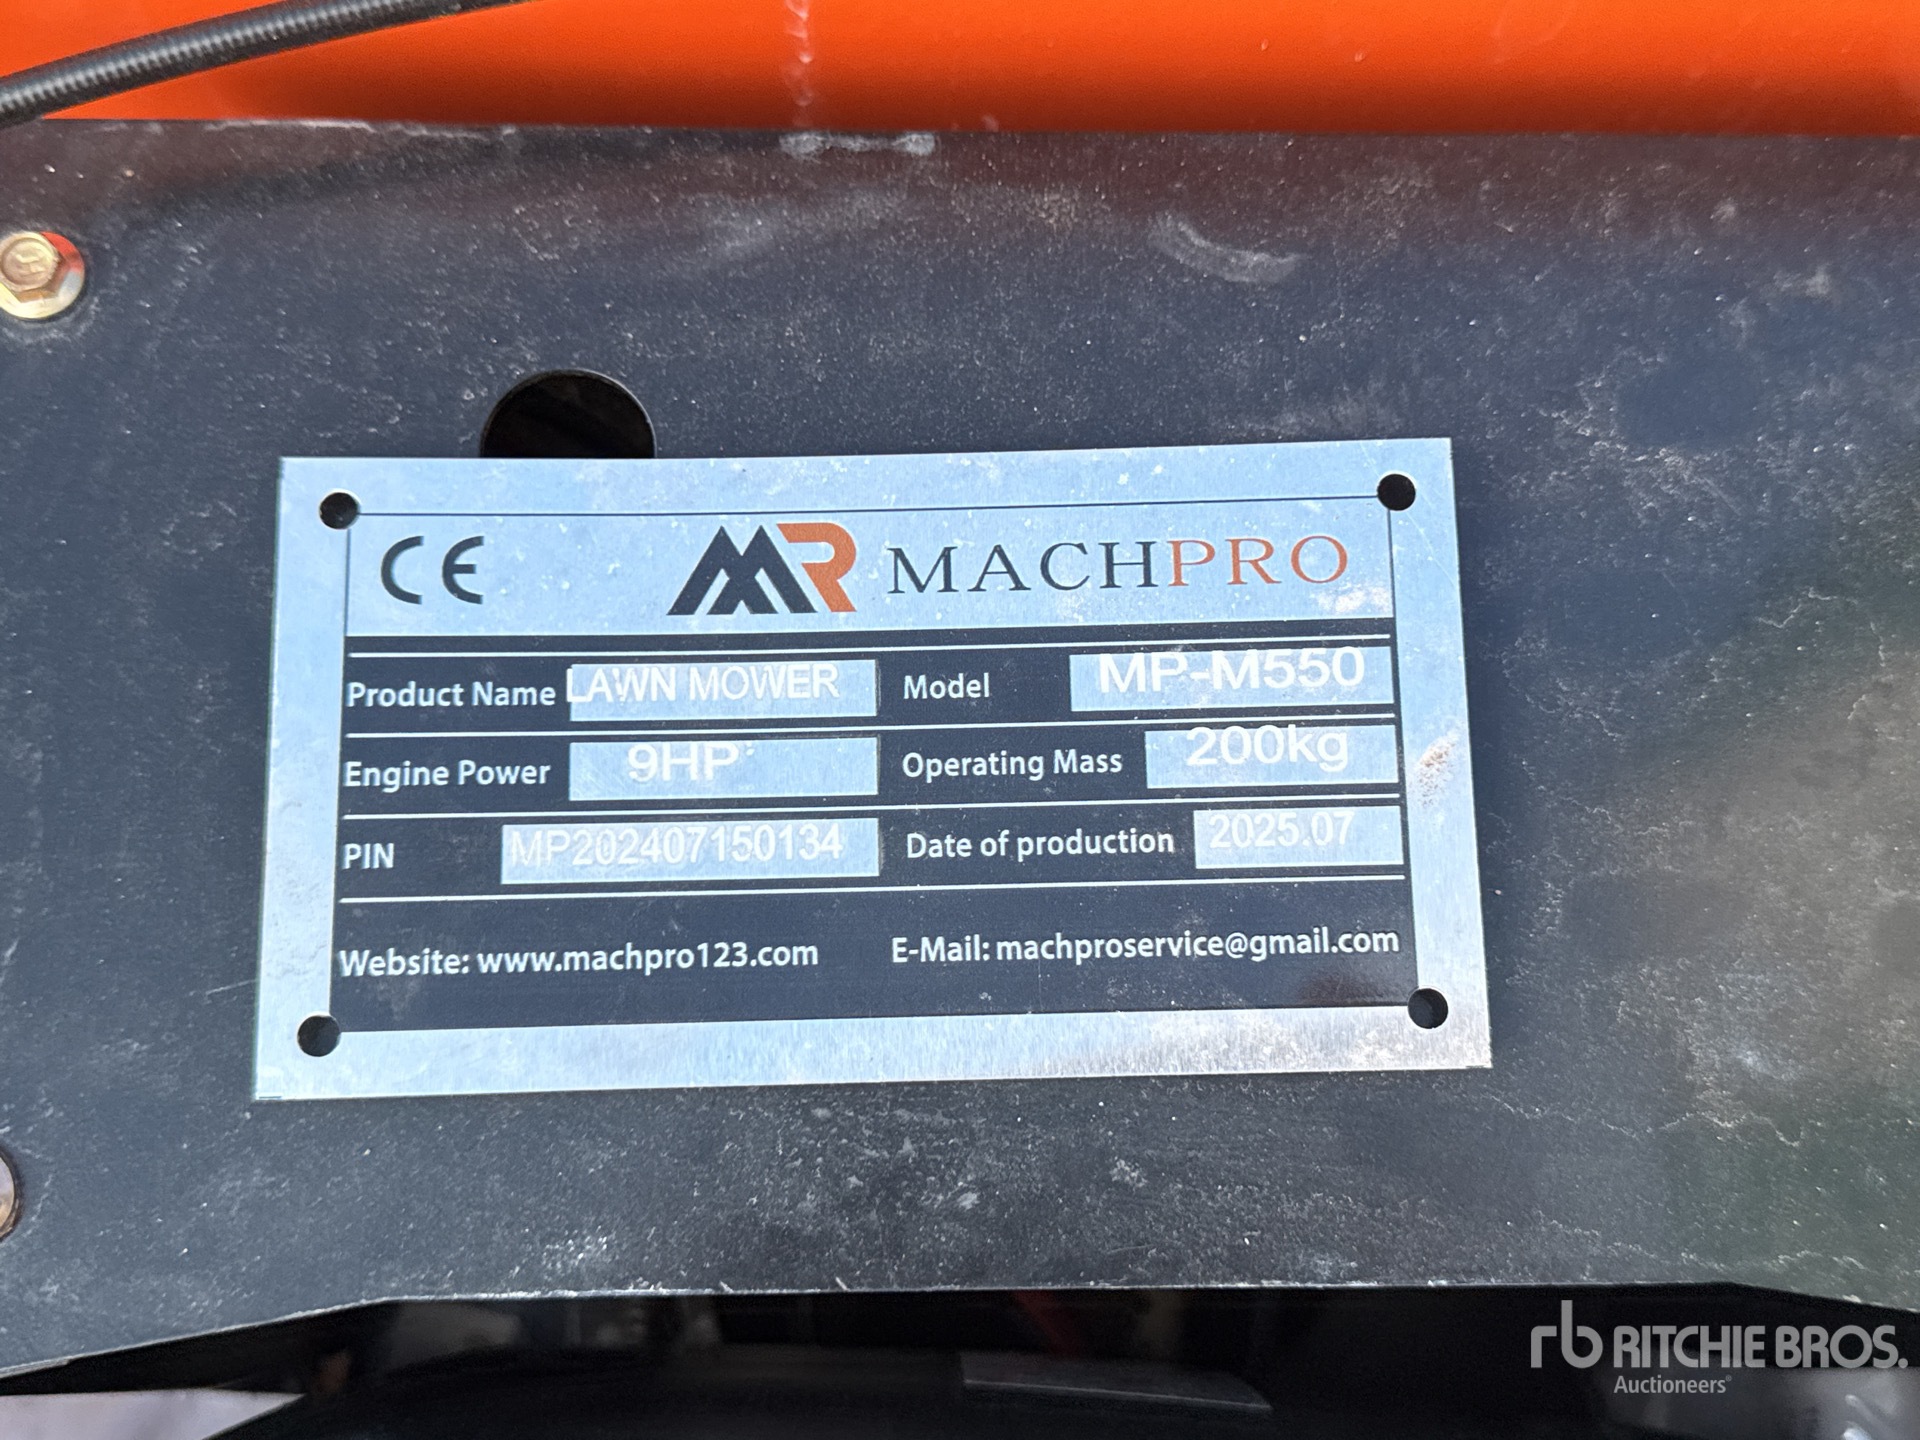 CE MACHPRO
Product Name LAWN MOWER Model MP-M550
Engine Power 9HP Operating Mass 200kg
PIN MP202407150134 Date of production 2025.07
Website: www.machpro123.com E-Mail: machproservice@gmail.com
rb RITCHIE BROS.
Auctioneers